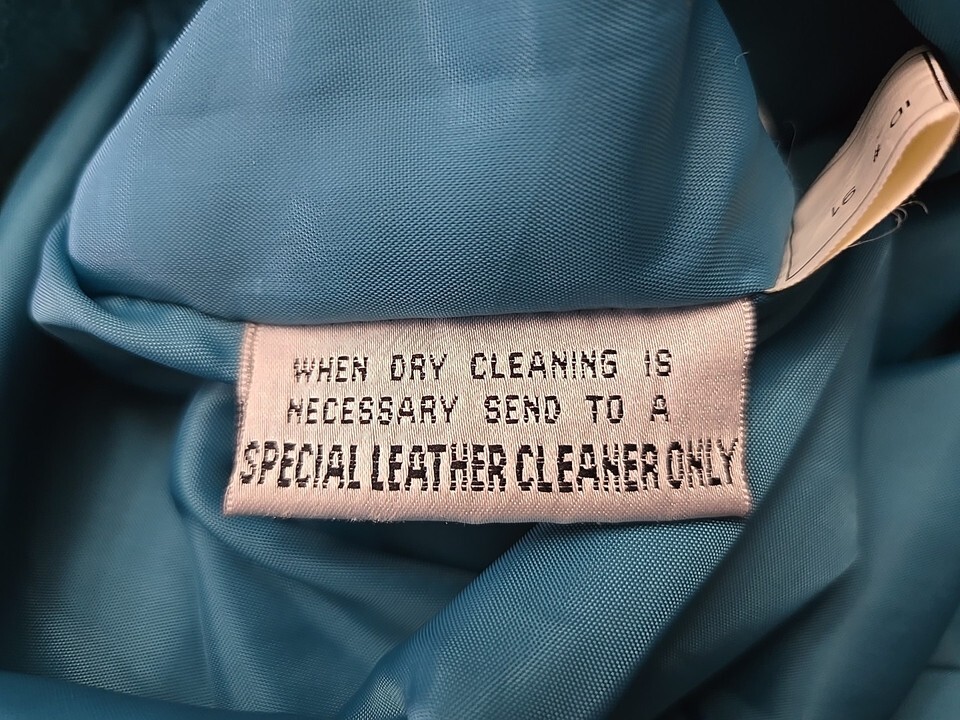 WHEN DRY CLEANING IS
NECESSARY SEND TO A
SPECIAL LEATHER CLEANER ONLY